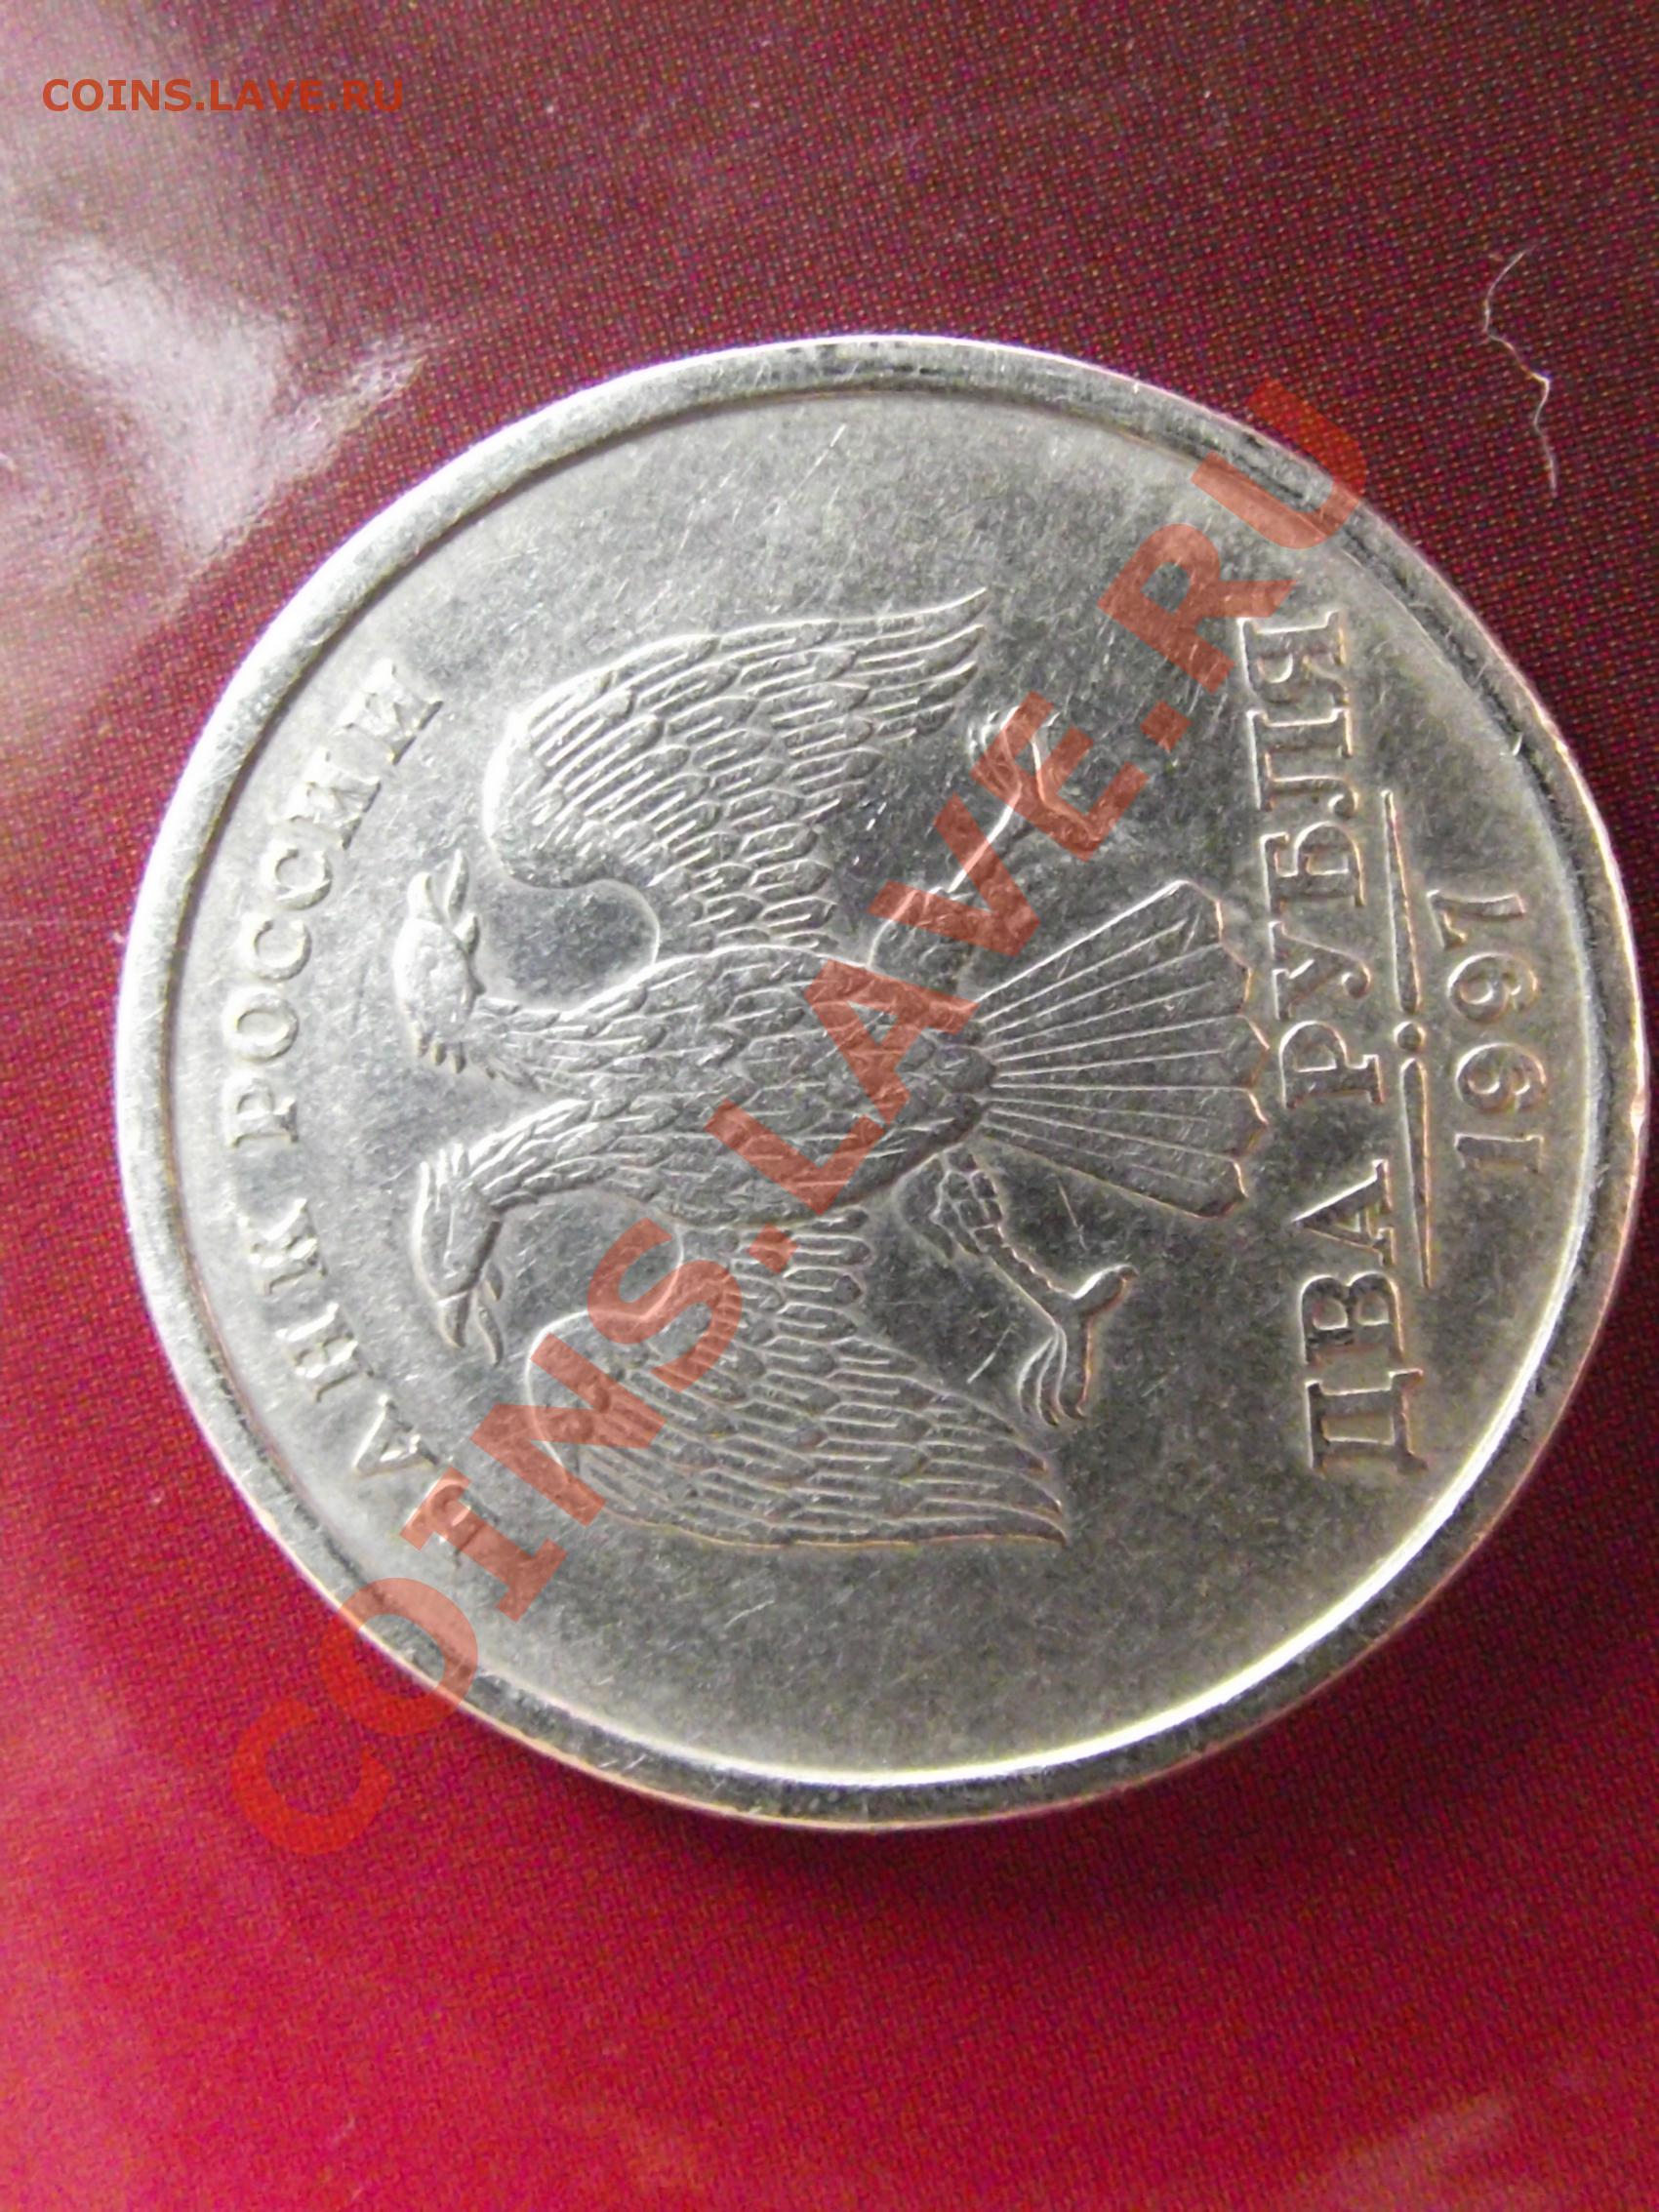 COINS.LAVE.RU
БАНК РОССИИ
ДВА РУБЛЯ
1997
COINS.LAVE.RU